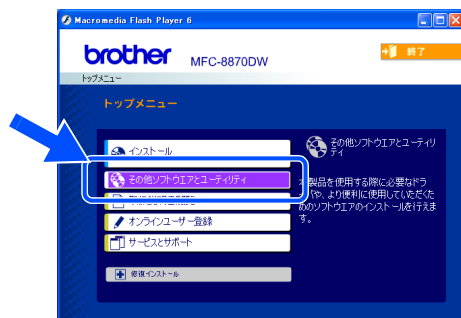 Macromedia Flash Player 6
brother
MFC-8870DW
終了
トップメニュー
トップメニュー
インストール
その他ソフトウエアとユーティリティ
オンラインユーザー登録
サービスとサポート
修復インストール
その他ソフトウエアとユーティリ
ティ
製品を使用する際に必要なドラ
バや、より便利に使用していただくた
めのソフトウエアのインストールを行えま
す。